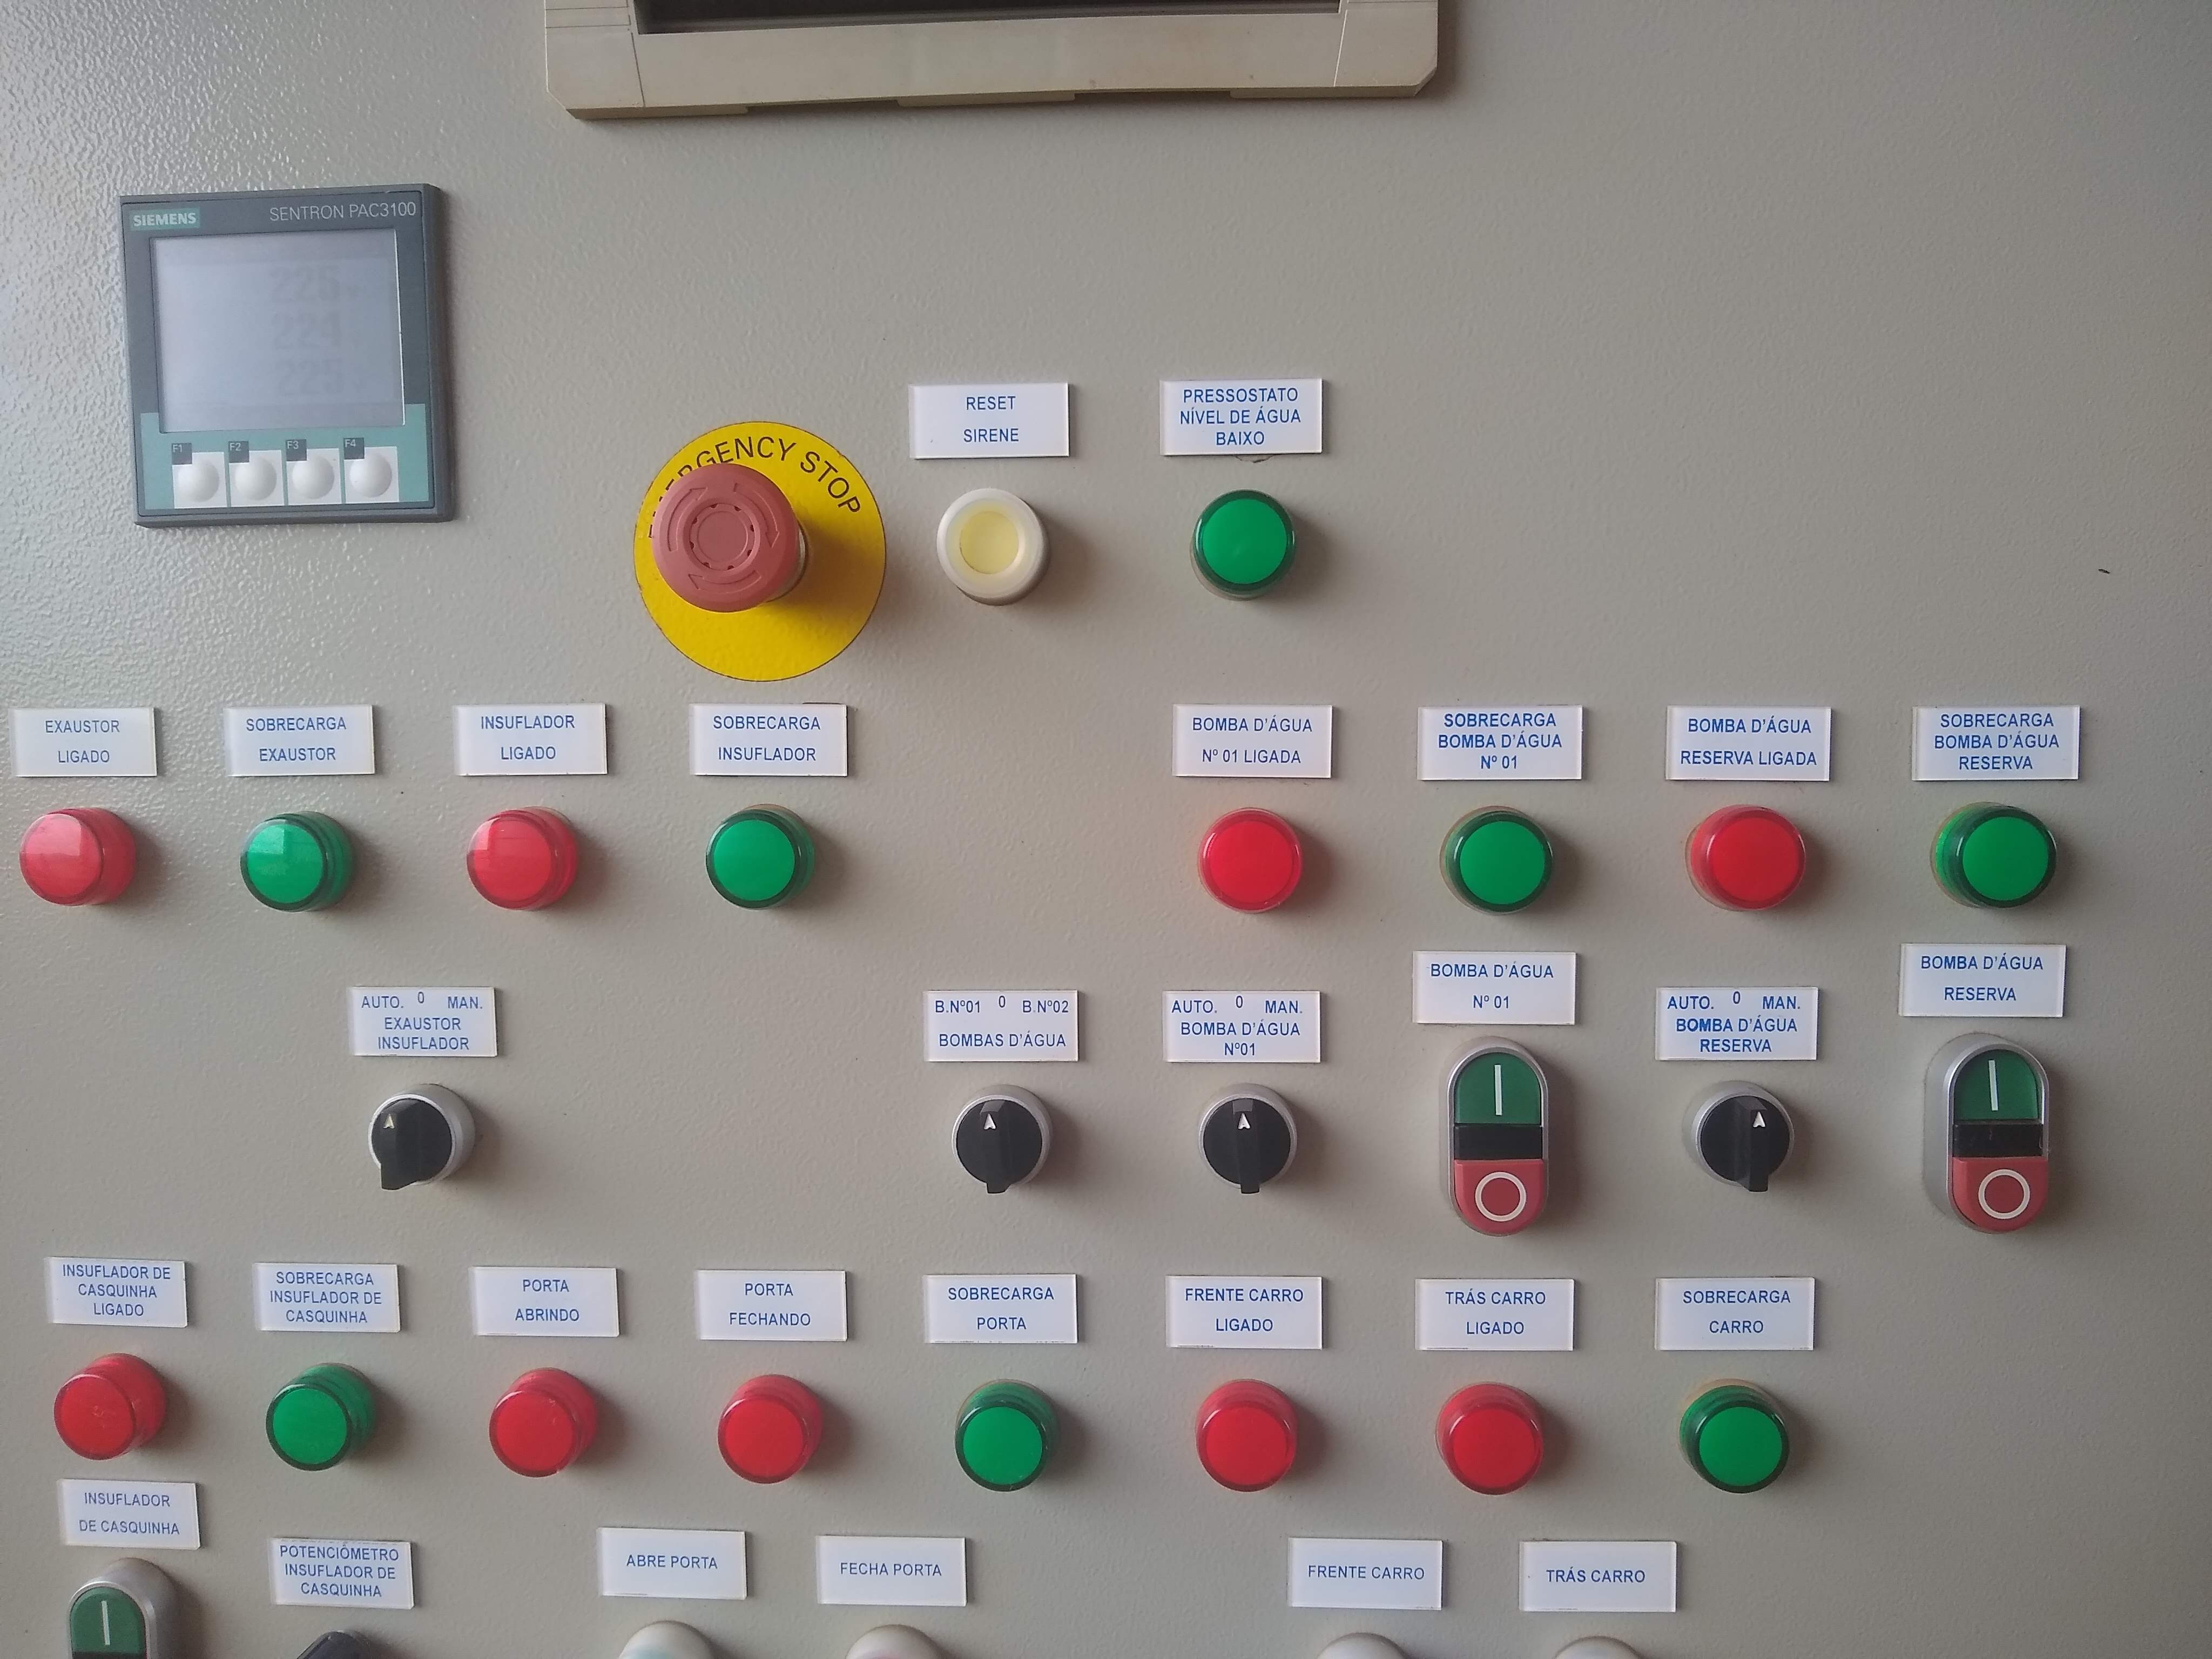 SIEMENS
SENTRON PAC3100
225
224
225
F1 F2 F3 F4
EMERGENCY STOP
RESET
SIRENE
PRESSOSTATO
NÍVEL DE ÁGUA
BAIXO
EXAUSTOR
LIGADO
SOBRECARGA
EXAUSTOR
INSUFLADOR
LIGADO
SOBRECARGA
INSUFLADOR
BOMBA D'ÁGUA
Nº 01 LIGADA
SOBRECARGA
BOMBA D'ÁGUA
Nº 01
BOMBA D'ÁGUA
RESERVA LIGADA
SOBRECARGA
BOMBA D'ÁGUA
RESERVA
AUTO. 0 MAN.
EXAUSTOR
INSUFLADOR
B.Nº01 0 B.Nº02
BOMBAS D'ÁGUA
AUTO. 0 MAN.
BOMBA D'ÁGUA
Nº01
BOMBA D'ÁGUA
Nº 01
AUTO. 0 MAN.
BOMBA D'ÁGUA
RESERVA
BOMBA D'ÁGUA
RESERVA
INSUFLADOR DE
CASQUINHA
LIGADO
SOBRECARGA
INSUFLADOR DE
CASQUINHA
PORTA
ABRINDO
PORTA
FECHANDO
SOBRECARGA
PORTA
FRENTE CARRO
LIGADO
TRÁS CARRO
LIGADO
SOBRECARGA
CARRO
INSUFLADOR
DE CASQUINHA
POTENCIÓMETRO
INSUFLADOR DE
CASQUINHA
ABRE PORTA
FECHA PORTA
FRENTE CARRO
TRÁS CARRO